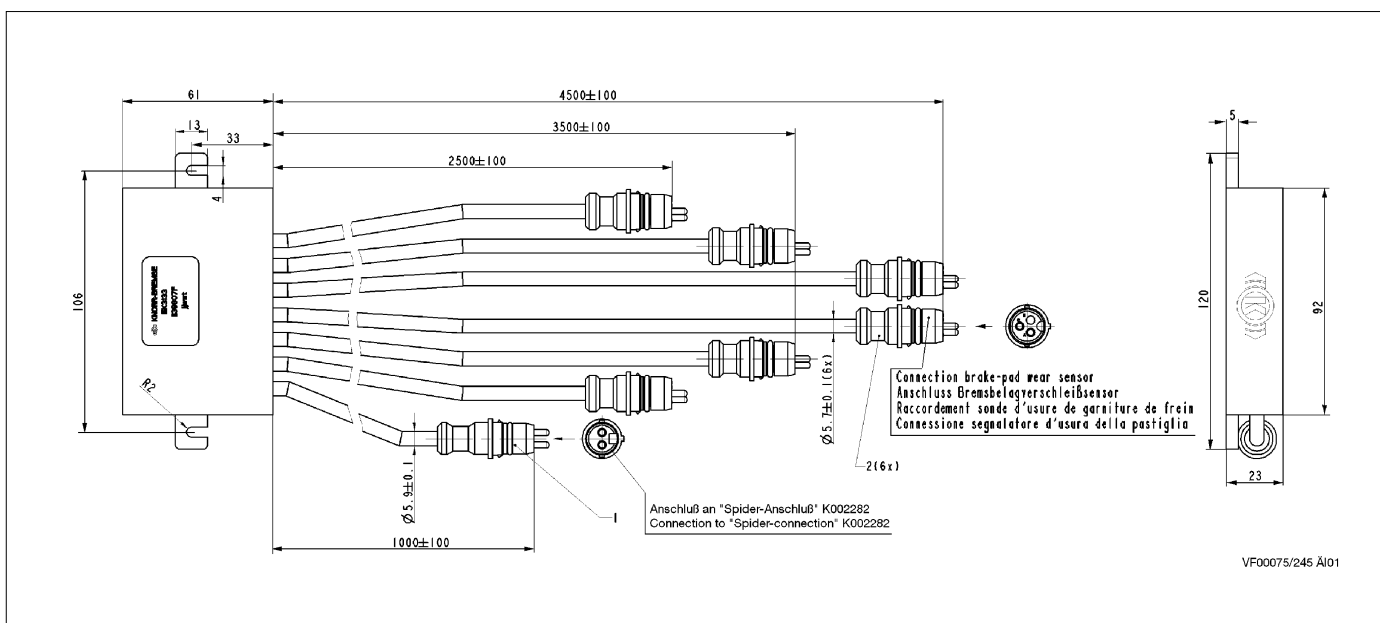 61
4500±100
13
33
3500±100
2500±100
4
106
KNORR-BREMSE
R2
5
120
92
23
Ø5.7±0.1(6x)
Connection brake-pad wear sensor
Anschluss Bremsbelagverschleißsensor
Raccordement sonde d'usure de garniture de frein
Connessione segnalatore d'usura della pastiglia
2(6x)
Ø5.9±0.1
1
Anschluß an "Spider-Anschluß" K002282
Connection to "Spider-connection" K002282
1000±100
VF00075/245 ÄI01